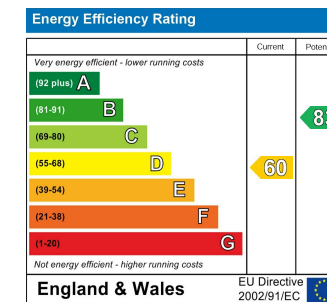 Energy Efficiency Rating
Current
Very energy efficient - lower running costs
(92 plus) A
(81-91) B
(69-80) C
(55-68) D
60
(39-54) E
(21-38) F
(1-20) G
Not energy efficient - higher running costs
England & Wales
EU Directive
2002/91/EC